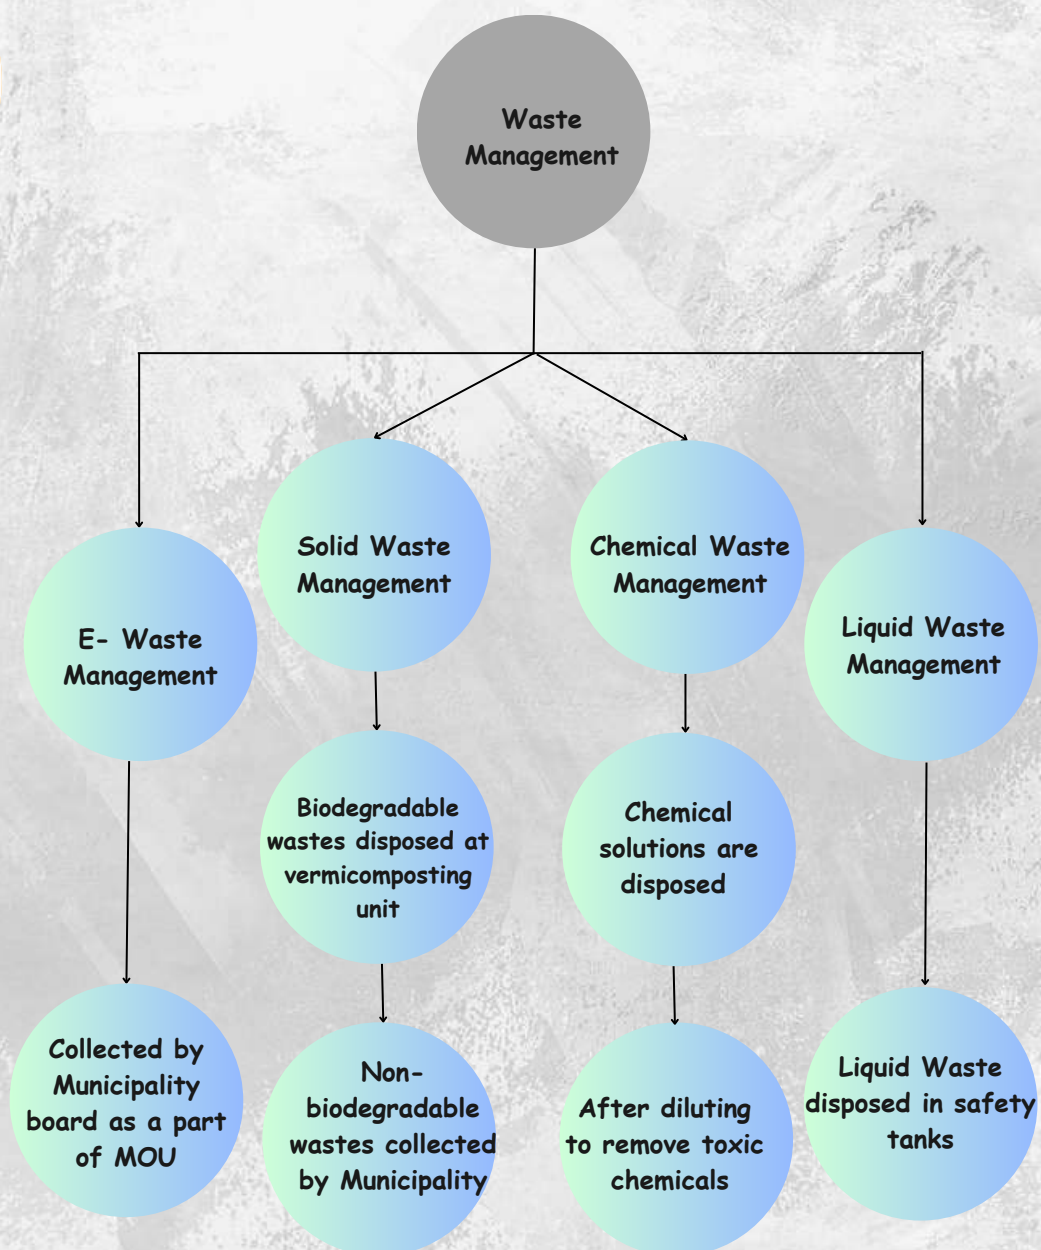 Waste
Management
Solid Waste
Management
Chemical Waste
Management
E- Waste
Management
Liquid Waste
Management
Biodegradable
wastes disposed at
vermicomposting
unit
Chemical
solutions are
disposed
Collected by
Municipality
board as a part
of MOU
Non-
biodegradable
wastes collected
by Municipality
After diluting
to remove toxic
chemicals
Liquid Waste
disposed in safety
tanks